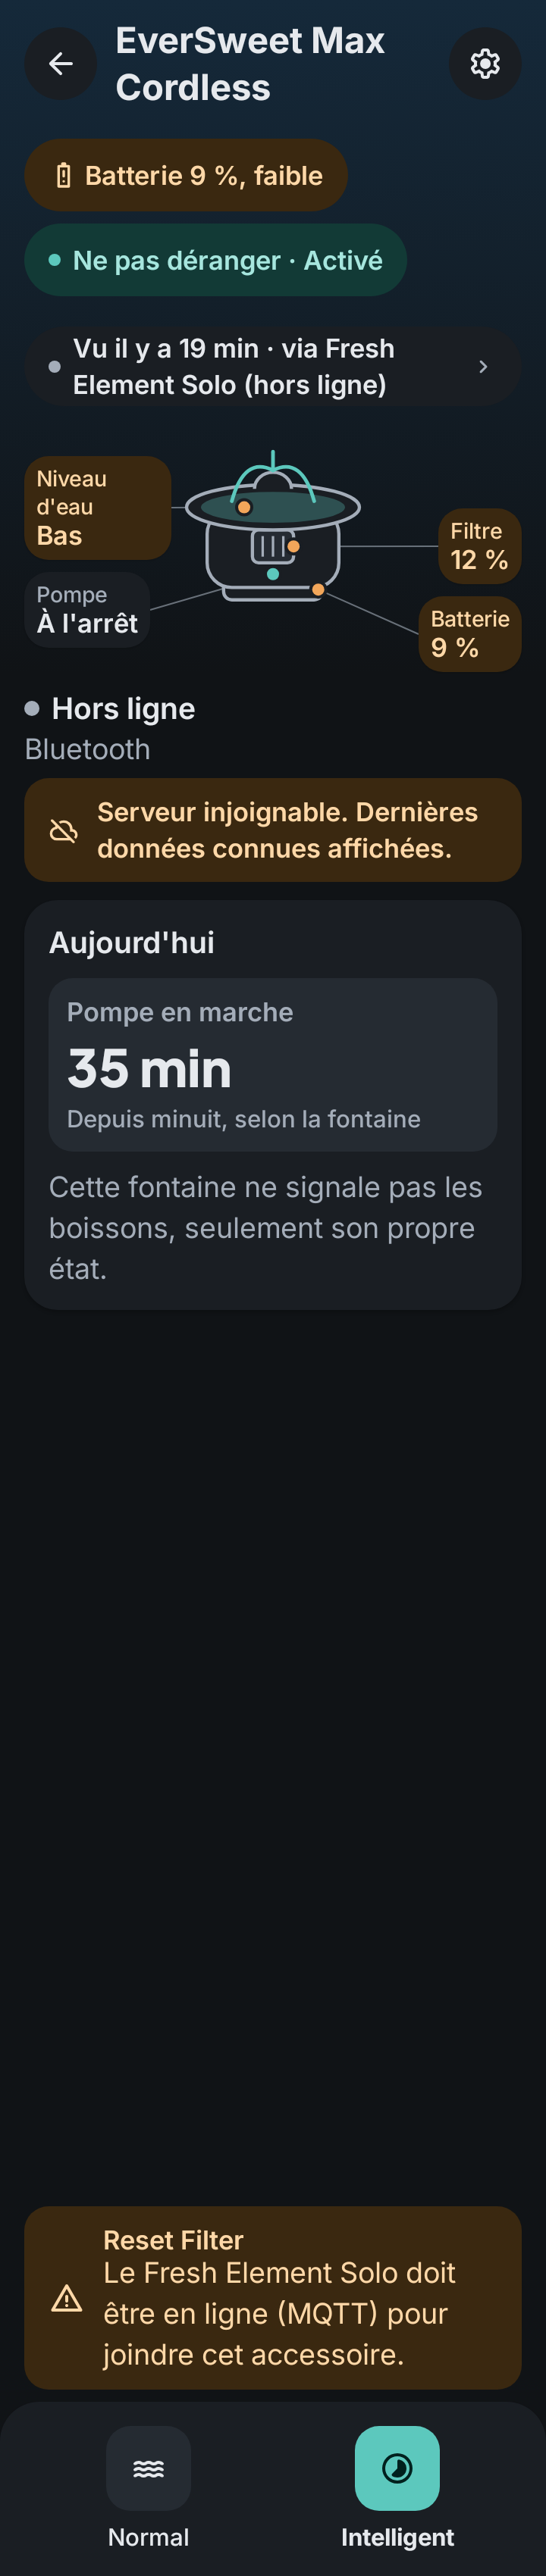 EverSweet Max
Cordless
Batterie 9 %, faible
Ne pas déranger · Activé
Vu il y a 19 min · via Fresh
Element Solo (hors ligne)
Niveau
d'eau
Bas
Filtre
12 %
Pompe
À l'arrêt
Batterie
9 %
Hors ligne
Bluetooth
Serveur injoignable. Dernières
données connues affichées.
Aujourd'hui
Pompe en marche
35 min
Depuis minuit, selon la fontaine
Cette fontaine ne signale pas les
boissons, seulement son propre
état.
Reset Filter
Le Fresh Element Solo doit
être en ligne (MQTT) pour
joindre cet accessoire.
Normal
Intelligent